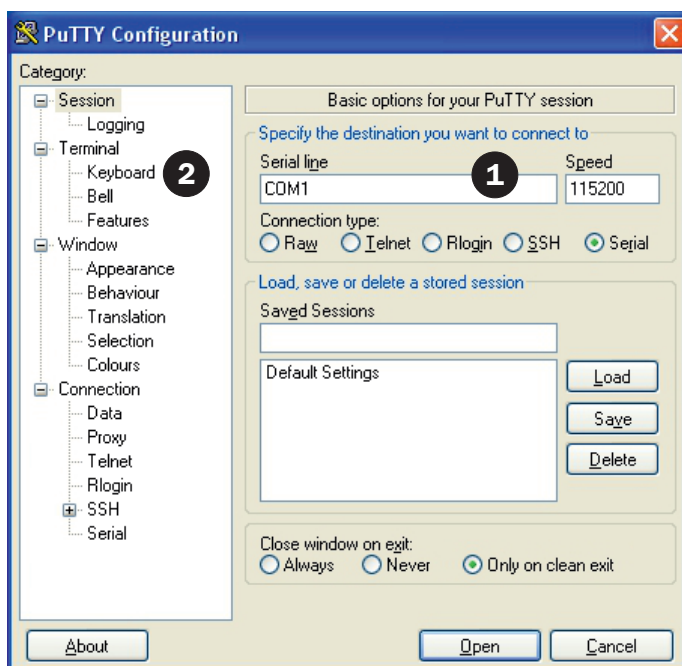 PuTTY Configuration
Category:
Session
Logging
Terminal
Keyboard
Bell
Features
Window
Appearance
Behaviour
Translation
Selection
Colours
Connection
Data
Proxy
Telnet
Rlogin
SSH
Serial
2
Basic options for your PuTTY session
Specify the destination you want to connect to
Serial line Speed
1
COM1 115200
Connection type:
Raw Telnet Rlogin SSH Serial
Load, save or delete a stored session
Saved Sessions
Default Settings
Load
Save
Delete
Close window on exit:
Always Never Only on clean exit
About Open Cancel